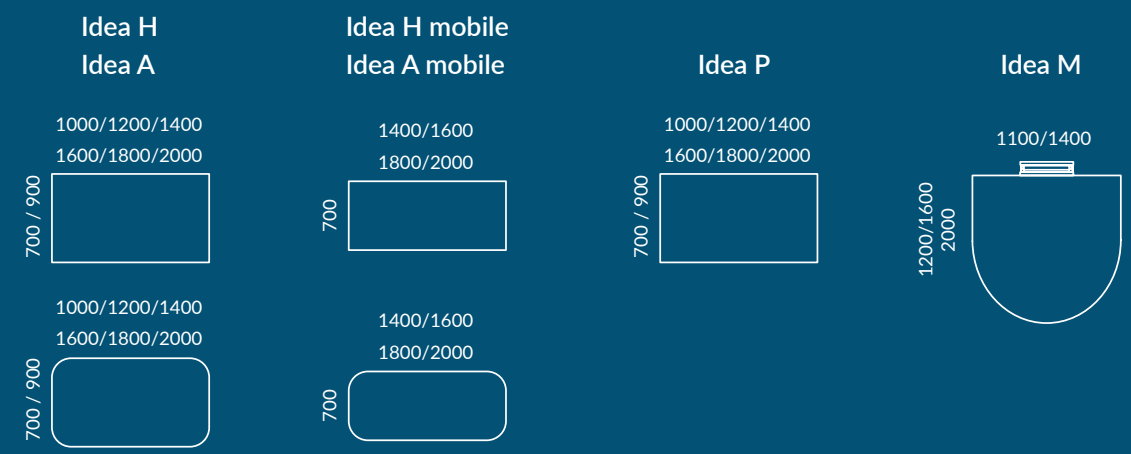 Idea H
Idea A
1000/1200/1400
1600/1800/2000
700 / 900
1000/1200/1400
1600/1800/2000
700 / 900
Idea H mobile
Idea A mobile
1400/1600
1800/2000
700
1400/1600
1800/2000
700
Idea P
1000/1200/1400
1600/1800/2000
700 / 900
Idea M
1100/1400
1200/1600
2000